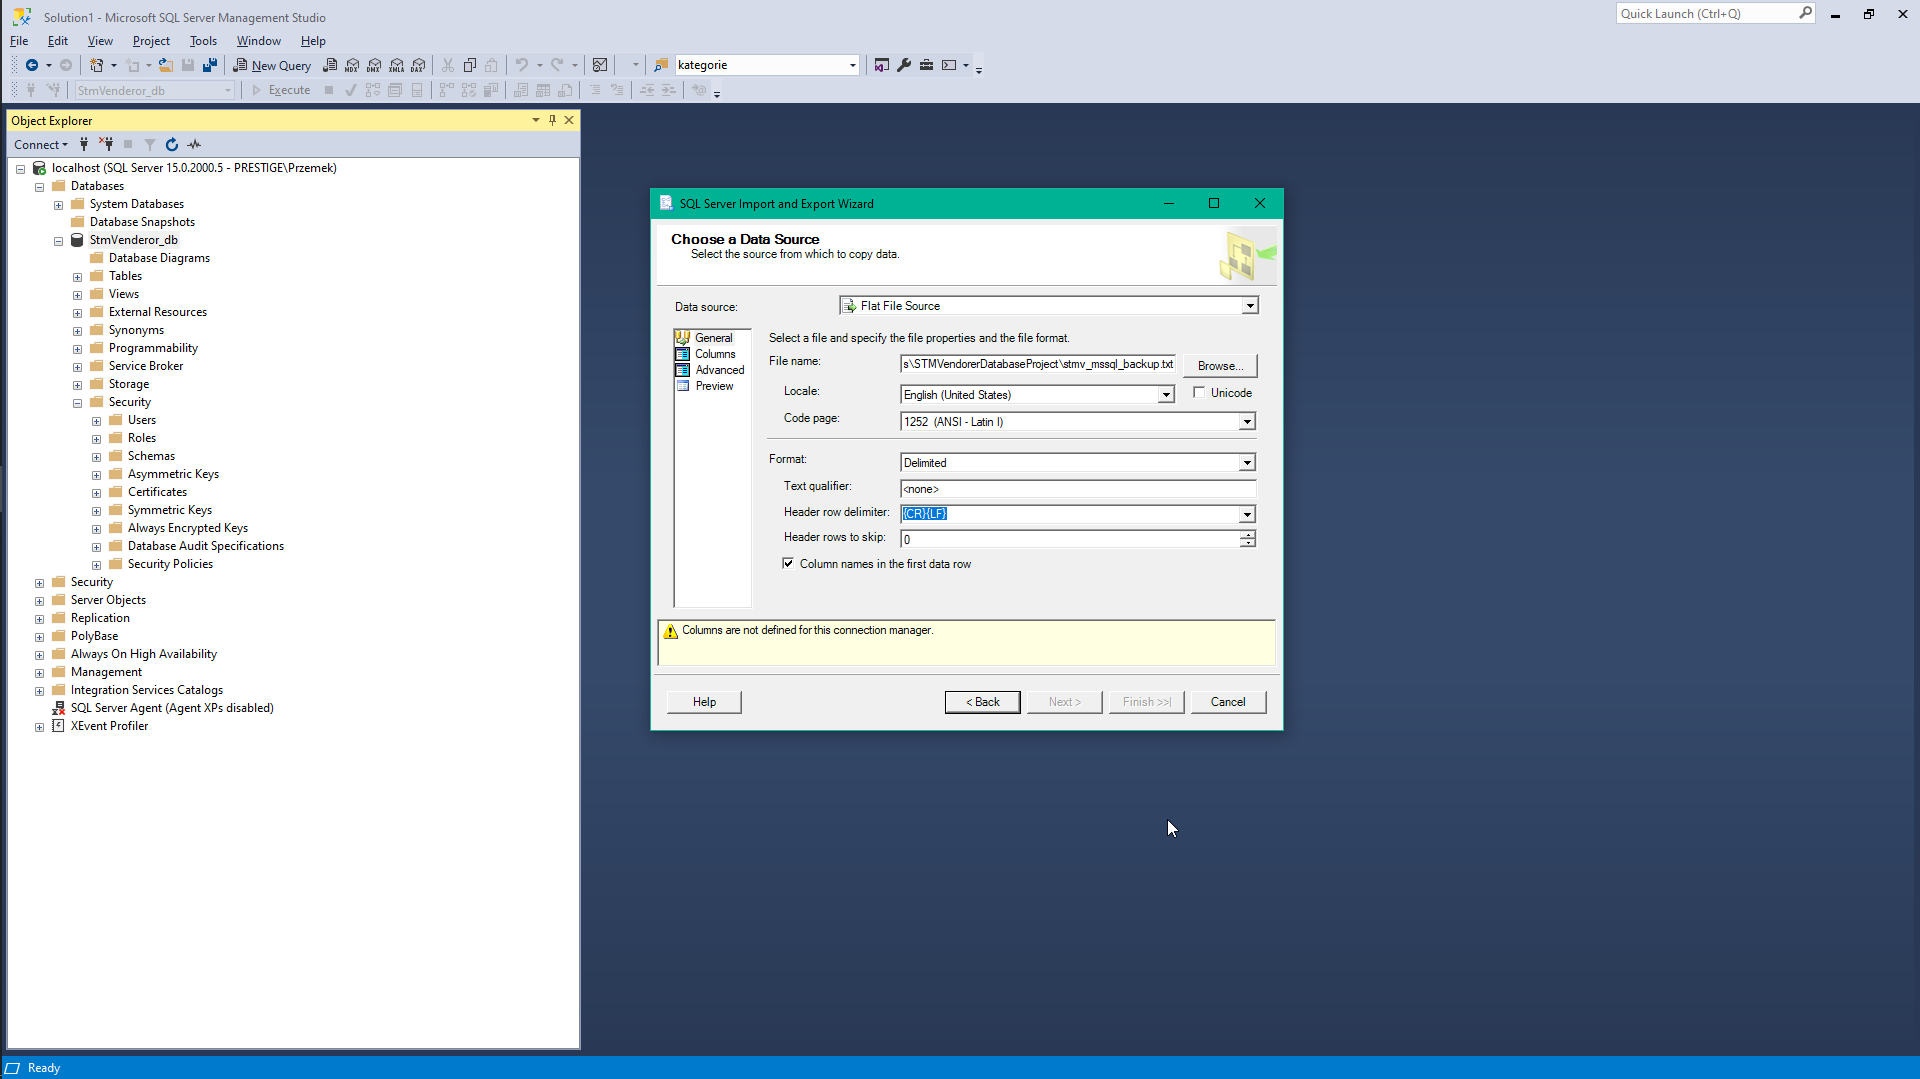 Solution1 - Microsoft SQL Server Management Studio
Quick Launch (Ctrl+Q)
File Edit View Project Tools Window Help
New Query
MDX DMX XMLA DAX
kategorie
StmVenderor_db
Execute
Object Explorer
Connect
localhost (SQL Server 15.0.2000.5 - PRESTIGE\Przemek)
Databases
System Databases
Database Snapshots
StmVenderor_db
Database Diagrams
Tables
Views
External Resources
Synonyms
Programmability
Service Broker
Storage
Security
Users
Roles
Schemas
Asymmetric Keys
Certificates
Symmetric Keys
Always Encrypted Keys
Database Audit Specifications
Security Policies
Security
Server Objects
Replication
PolyBase
Always On High Availability
Management
Integration Services Catalogs
SQL Server Agent (Agent XPs disabled)
XEvent Profiler
SQL Server Import and Export Wizard
Choose a Data Source
Select the source from which to copy data.
Data source: Flat File Source
General
Columns
Advanced
Preview
Select a file and specify the file properties and the file format.
File name: s\STMVendorerDatabaseProject\stmv_mssql_backup.txt Browse...
Locale: English (United States) Unicode
Code page: 1252 (ANSI - Latin I)
Format: Delimited
Text qualifier: <none>
Header row delimiter: {CR}{LF}
Header rows to skip: 0
Column names in the first data row
Columns are not defined for this connection manager.
Help < Back Next > Finish >>| Cancel
Ready